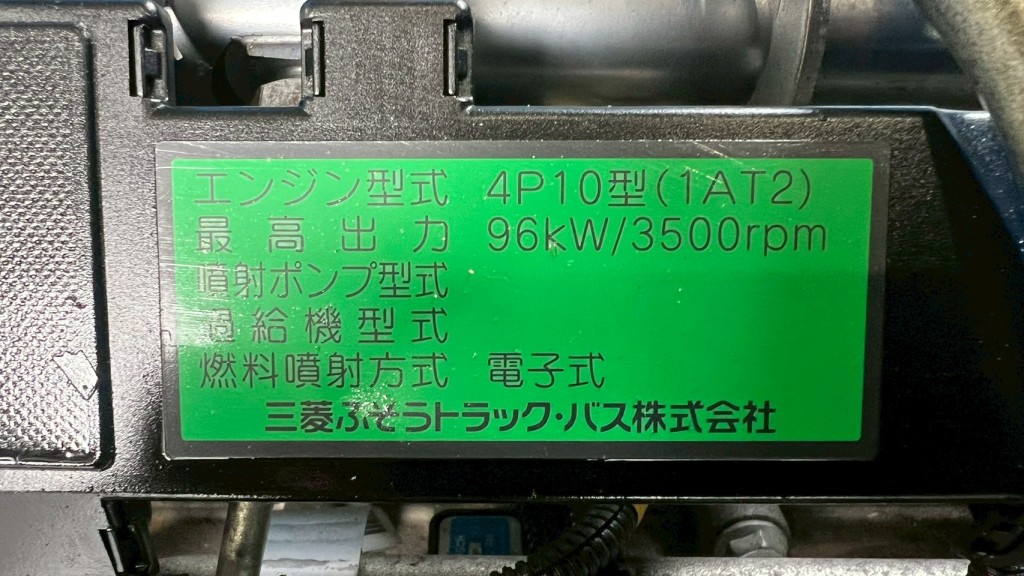 エンジン型式 4P10型(1AT2)
最高出力 96kW/3500rpm
噴射ポンプ型式
過給機型式
燃料噴射方式 電子式
三菱ふそうトラック・バス株式会社